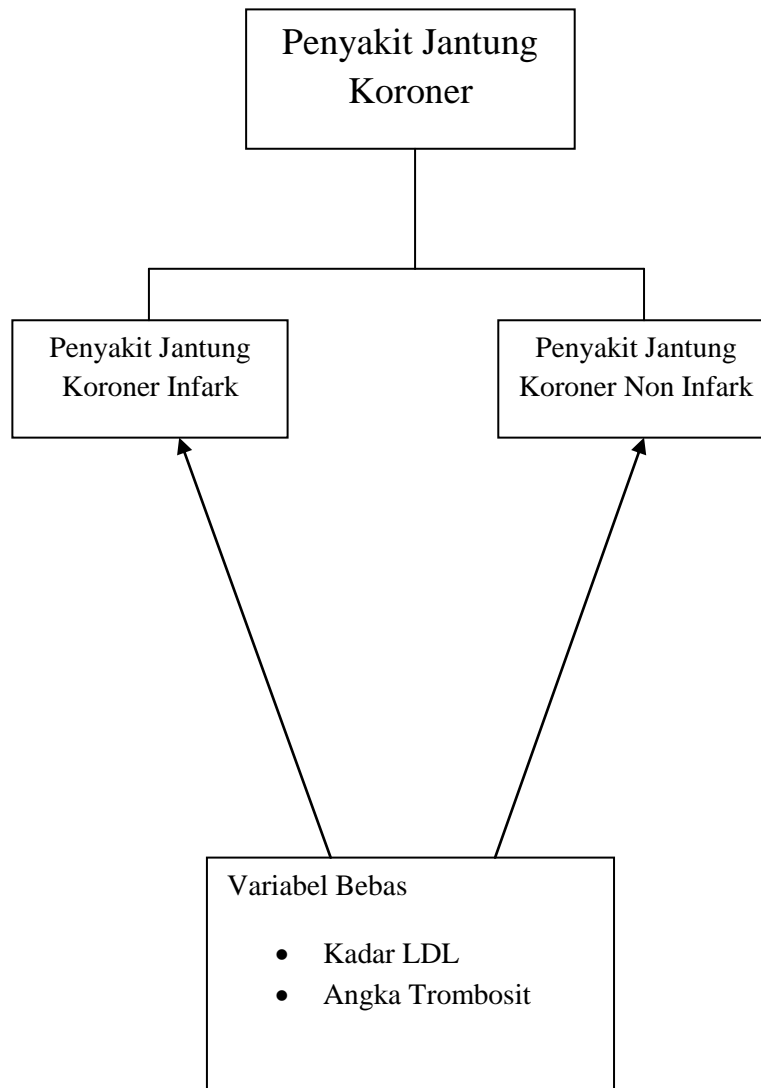 Penyakit Jantung
Koroner
Penyakit Jantung
Koroner Infark
Penyakit Jantung
Koroner Non Infark
Variabel Bebas
• Kadar LDL
• Angka Trombosit